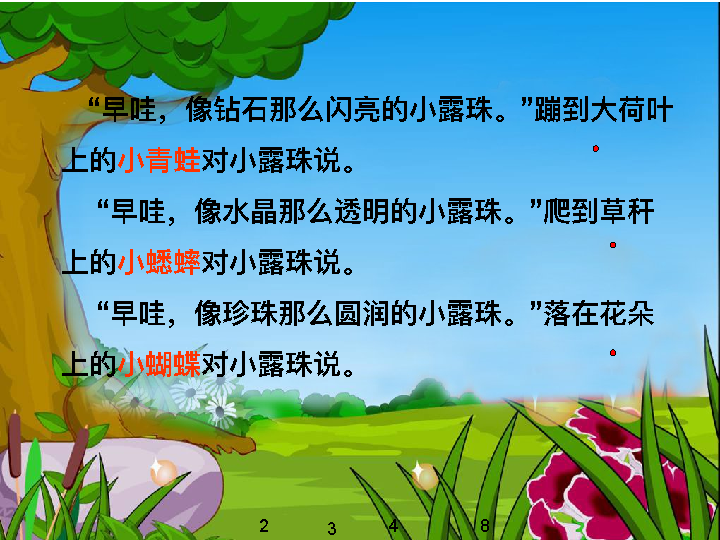 “早哇，像钻石那么闪亮的小露珠。”蹦到大荷叶
上的小青蛙对小露珠说。
“早哇，像水晶那么透明的小露珠。”爬到草秆
上的小蟋蟀对小露珠说。
“早哇，像珍珠那么圆润的小露珠。”落在花朵
上的小蝴蝶对小露珠说。
2 3 4 8